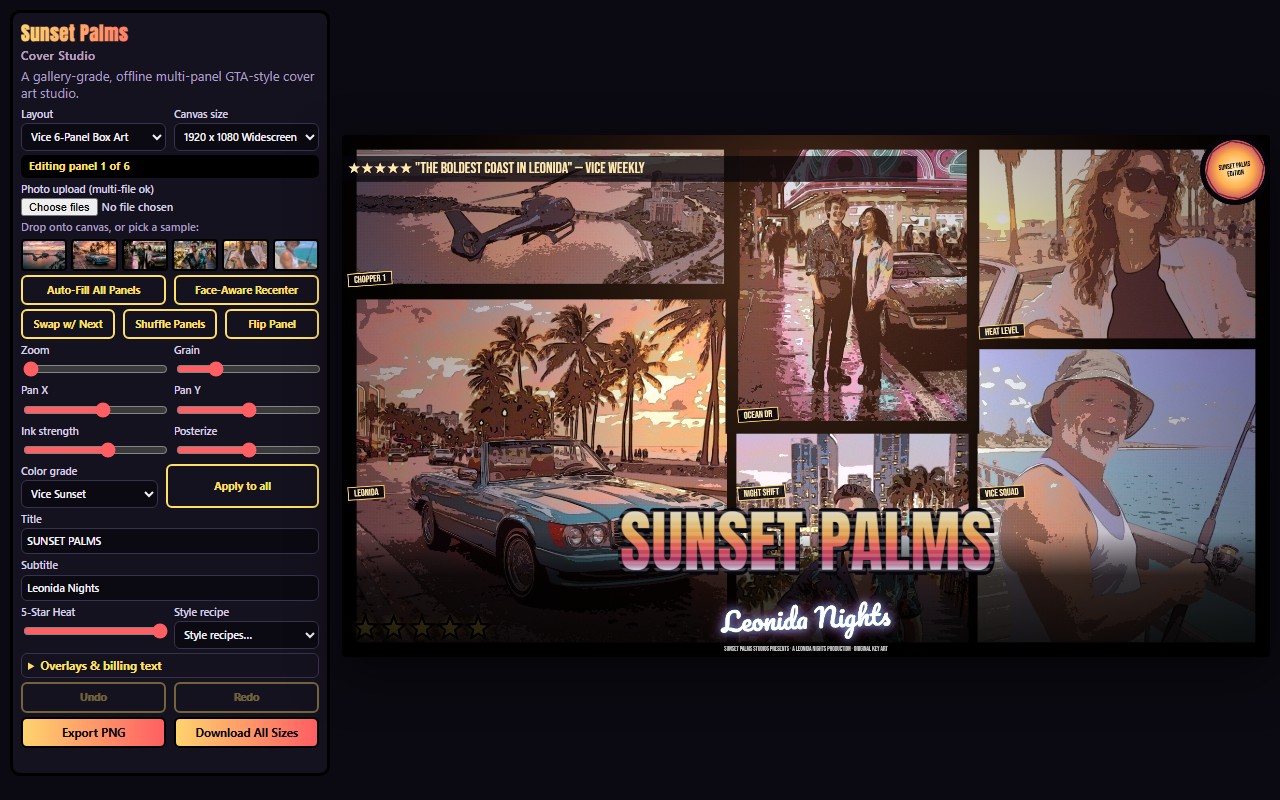 Sunset Palms
Cover Studio
A gallery-grade, offline multi-panel GTA-style cover
art studio.
Layout
Canvas size
Vice 6-Panel Box Art
1920 x 1080 Widescreen
Editing panel 1 of 6
Photo upload (multi-file ok)
Choose files No file chosen
Drop onto canvas, or pick a sample:
Auto-Fill All Panels
Face-Aware Recenter
Swap w/ Next
Shuffle Panels
Flip Panel
Zoom
Grain
Pan X
Pan Y
Ink strength
Posterize
Color grade
Vice Sunset
Apply to all
Title
SUNSET PALMS
Subtitle
Leonida Nights
5-Star Heat
Style recipe
Style recipes...
▸ Overlays & billing text
Undo
Redo
Export PNG
Download All Sizes
★★★★★ "THE BOLDEST COAST IN LEONIDA" — VICE WEEKLY
SUNSET PALMS
EDITION
CHOPPER 1
OCEAN DR
HEAT LEVEL
LEONIDA
NIGHT SHIFT
VICE SQUAD
SUNSET PALMS
Leonida Nights
SUNSET PALMS STUDIOS PRESENTS · A LEONIDA NIGHTS PRODUCTION · ORIGINAL KEY ART